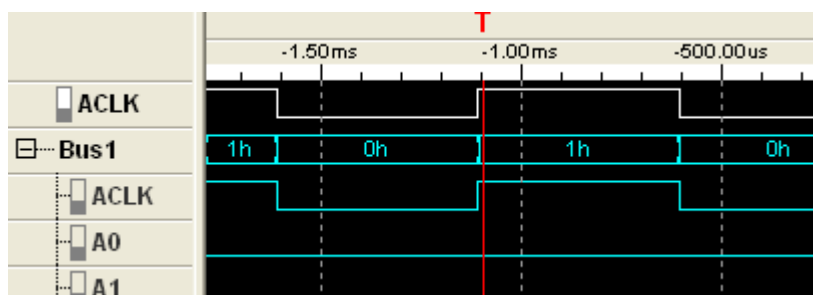 T
-1.50ms -1.00ms -500.00us
ACLK
Bus1 1h 0h 1h 0h
ACLK
A0
A1